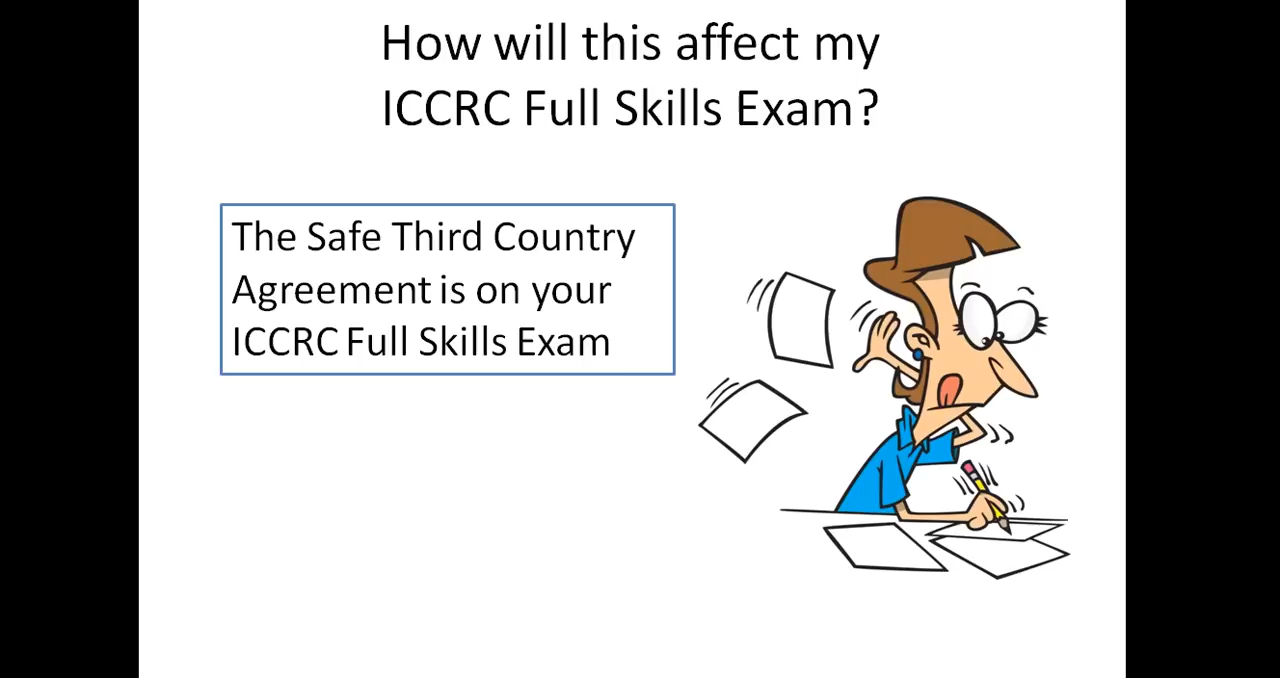 How will this affect my
ICCRC Full Skills Exam?
The Safe Third Country
Agreement is on your
ICCRC Full Skills Exam